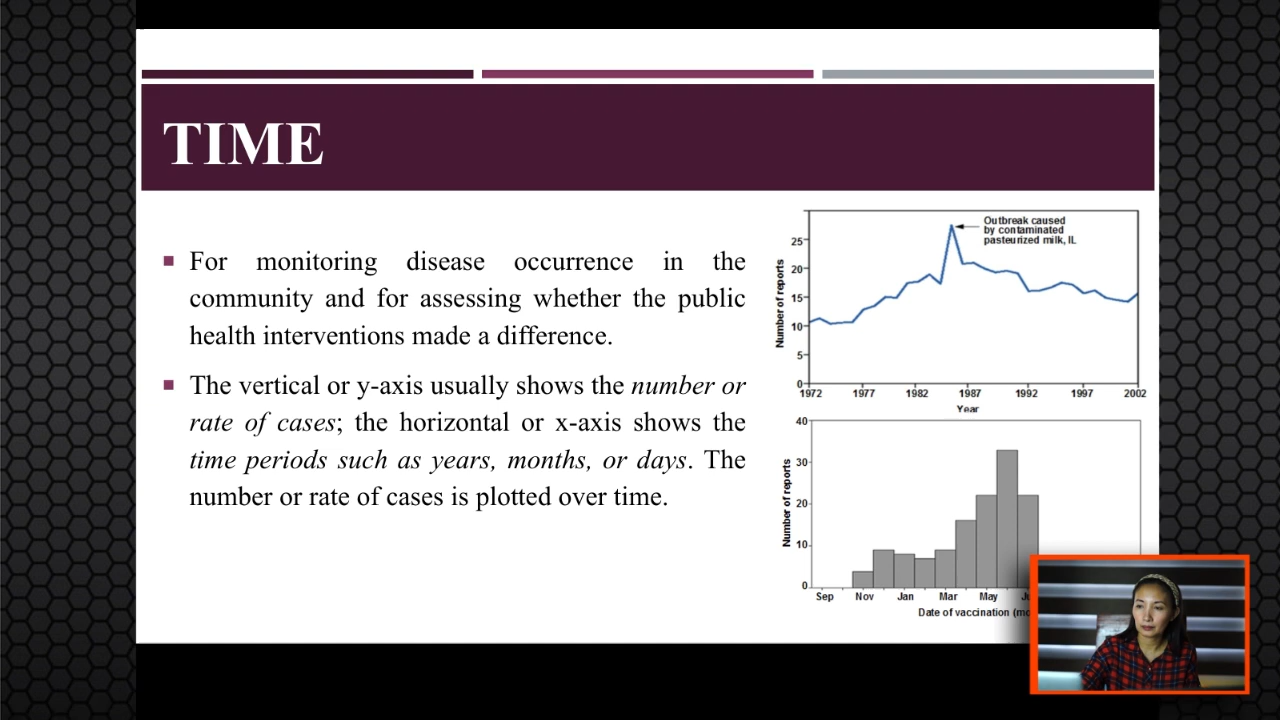 TIME
For monitoring disease occurrence in the
community and for assessing whether the public
health interventions made a difference.
The vertical or y-axis usually shows the number or
rate of cases; the horizontal or x-axis shows the
time periods such as years, months, or days. The
number or rate of cases is plotted over time.
Outbreak caused
by contaminated
pasteurized milk, IL
Number of reports
25
20
15
10
5
0
1972 1977 1982 1987 1992 1997 2002
Year
Number of reports
40
30
20
10
0
Sep Nov Jan Mar May
Date of vaccination